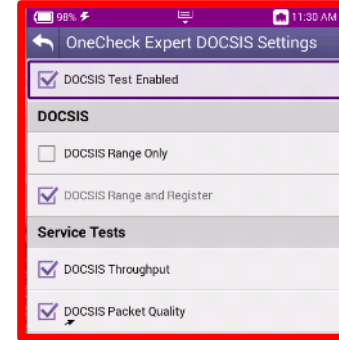 98% 11:30 AM
OneCheck Expert DOCSIS Settings
DOCSIS Test Enabled
DOCSIS
DOCSIS Range Only
DOCSIS Range and Register
Service Tests
DOCSIS Throughput
DOCSIS Packet Quality